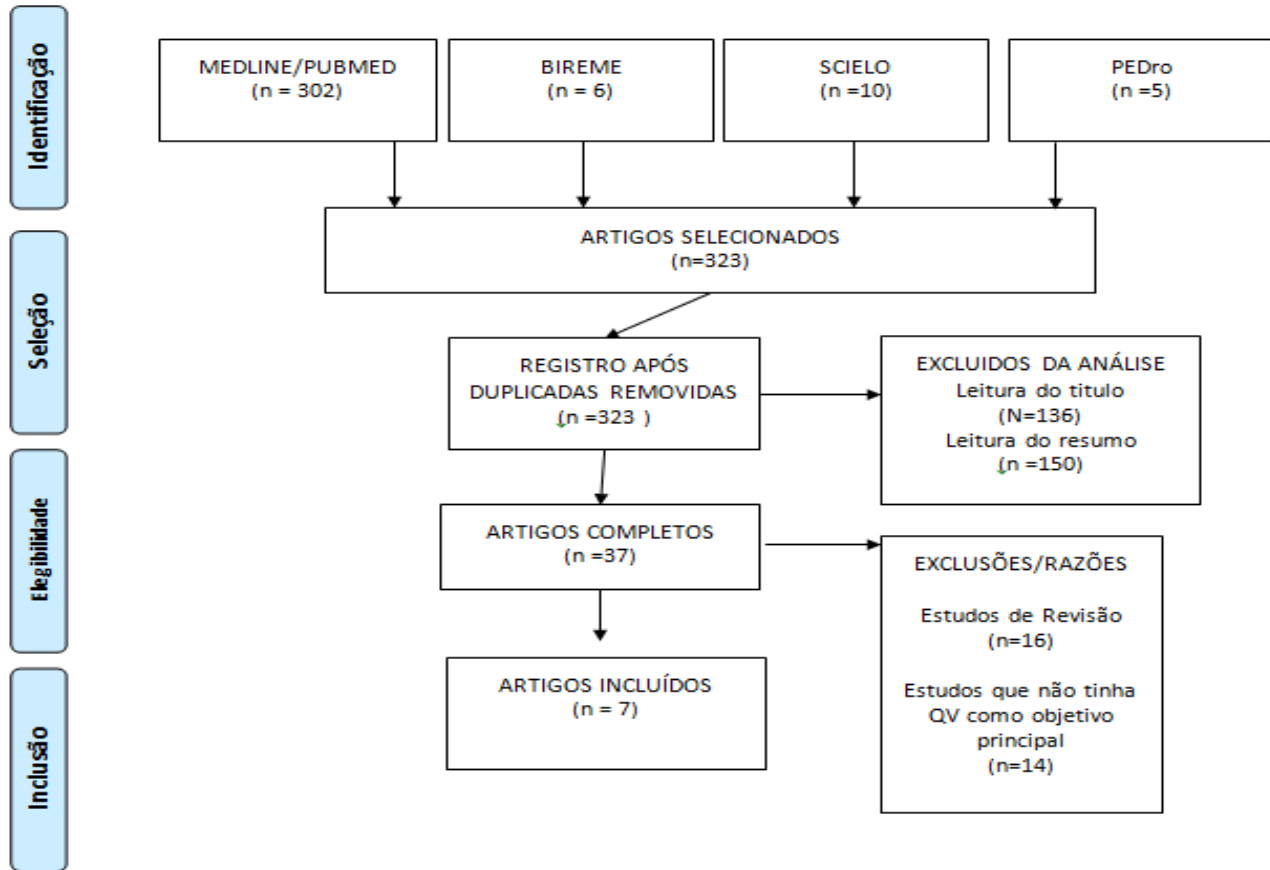 Identificação
MEDLINE/PUBMED
(n = 302)
BIREME
(n = 6)
SCIELO
(n =10)
PEDro
(n =5)
ARTIGOS SELECIONADOS
(n=323)
Seleção
REGISTRO APÓS
DUPLICADAS REMOVIDAS
(n =323 )
EXCLUIDOS DA ANÁLISE
Leitura do titulo
(N=136)
Leitura do resumo
(n =150)
Elegibilidade
ARTIGOS COMPLETOS
(n =37)
EXCLUSÕES/RAZÕES
Estudos de Revisão
(n=16)
Estudos que não tinha
QV como objetivo
principal
(n=14)
Inclusão
ARTIGOS INCLUÍDOS
(n = 7)